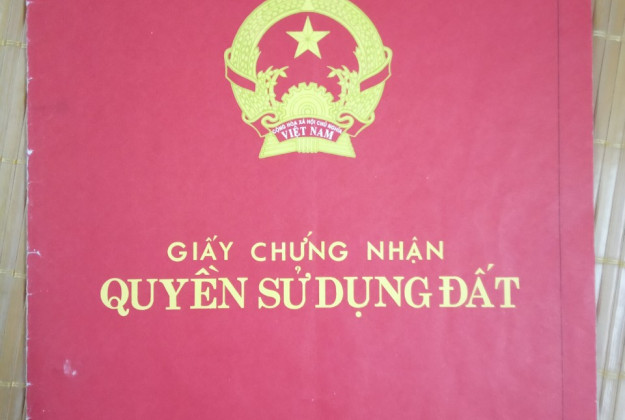 CỘNG HÒA XÃ HỘI CHỦ NGHĨA
VIỆT NAM
GIẤY CHỨNG NHẬN
QUYỀN SỬ DỤNG ĐẤT